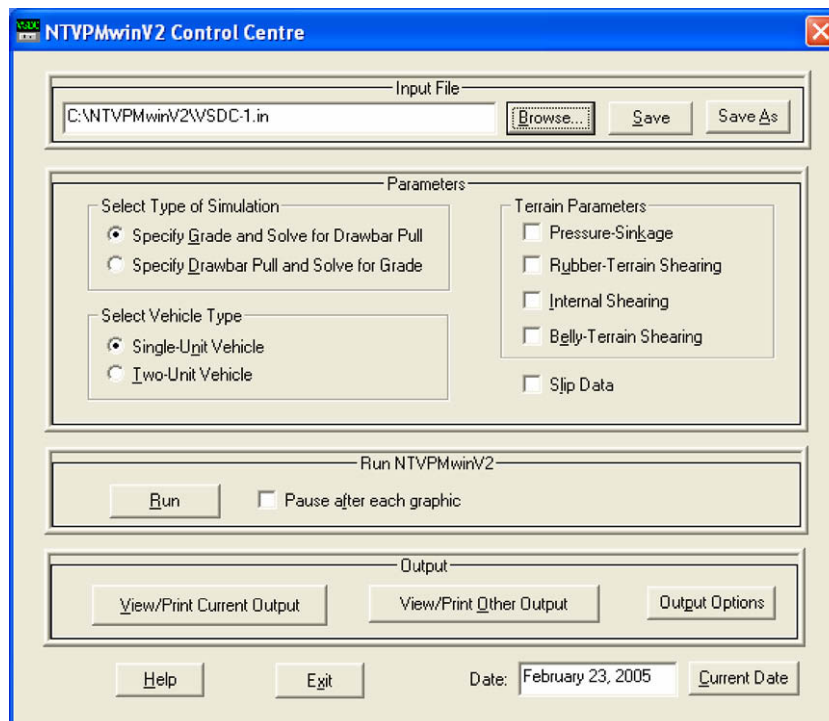 VSDC
NTVPMwinV2 Control Centre
Input File
C:\NTVPMwinV2\VSDC-1.in
Browse...
Save
Save As
Parameters
Select Type of Simulation
Specify Grade and Solve for Drawbar Pull
Specify Drawbar Pull and Solve for Grade
Select Vehicle Type
Single-Unit Vehicle
Two-Unit Vehicle
Terrain Parameters
Pressure-Sinkage
Rubber-Terrain Shearing
Internal Shearing
Belly-Terrain Shearing
Slip Data
Run NTVPMwinV2
Run
Pause after each graphic
Output
View/Print Current Output
View/Print Other Output
Output Options
Help
Exit
Date:
February 23, 2005
Current Date